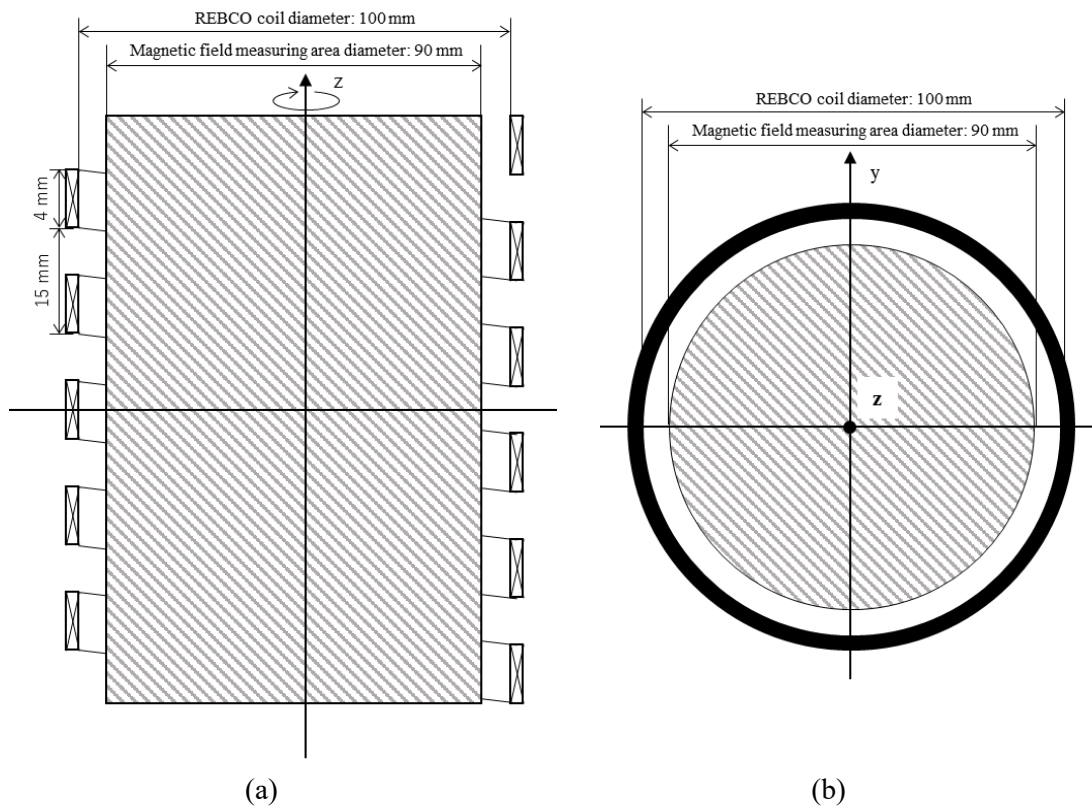 REBCO coil diameter: 100 mm
Magnetic field measuring area diameter: 90 mm
z
4 mm
15 mm
(a)
REBCO coil diameter: 100 mm
Magnetic field measuring area diameter: 90 mm
y
z
(b)